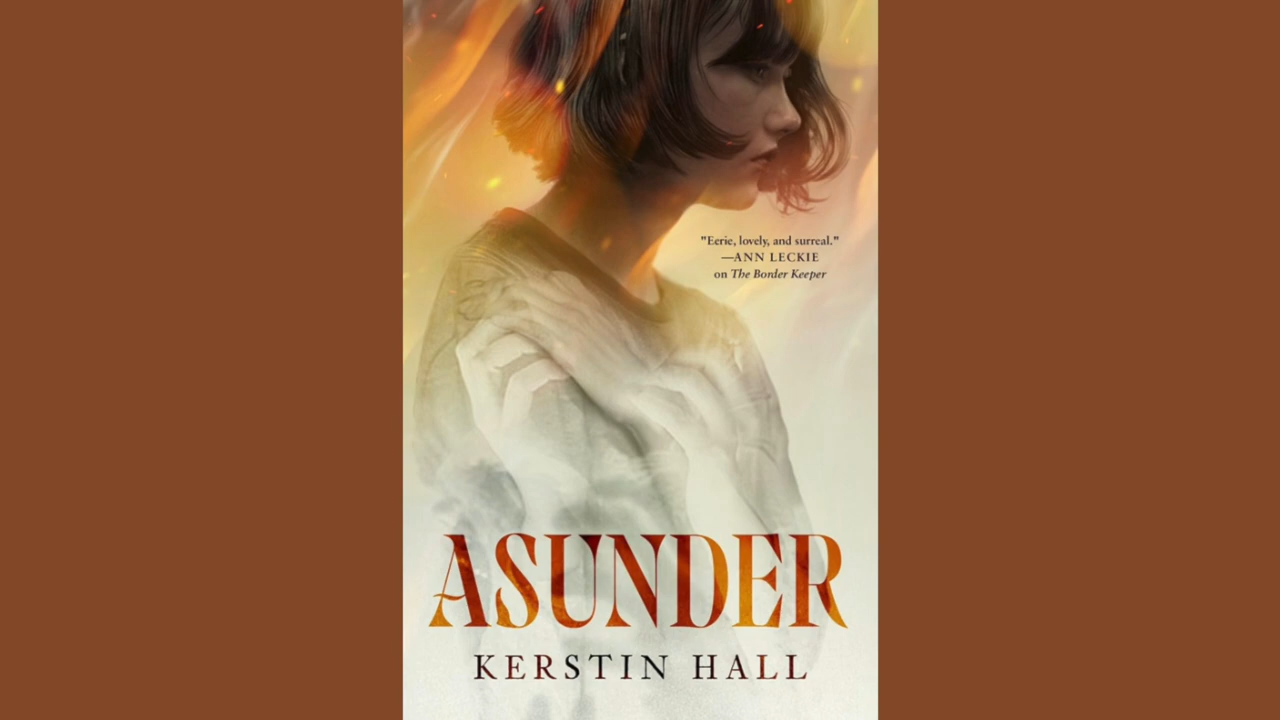 "Eerie, lovely, and surreal."
—ANN LECKIE
on The Border Keeper
ASUNDER
KERSTIN HALL